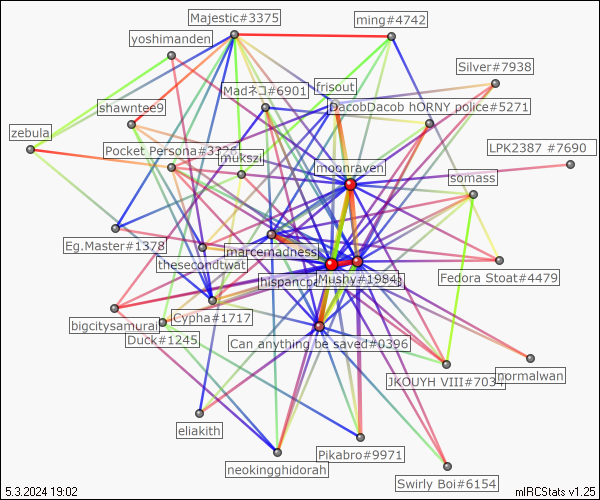 Majestic#3375
ming#4742
yoshimanden
Silver#7938
Madネコ#6901
frisout
DacobDacob hORNY police#5271
shawntee9
zebula
Pocket Persona#3326
mukszi
LPK2387 #7690
moonraven
somass
Eg.Master#1378
marcemadness
thesecondtwat
Fedora Stoat#4479
hispancpa
Mushy#1984
bigcitysamurai
Cypha#1717
Duck#1245
Can anything be saved#0396
JKOUYH VIII#7034
normalwan
eliakith
Pikabro#9971
neokingghidorah
Swirly Boi#6154
5.3.2024 19:02
mIRCStats v1.25